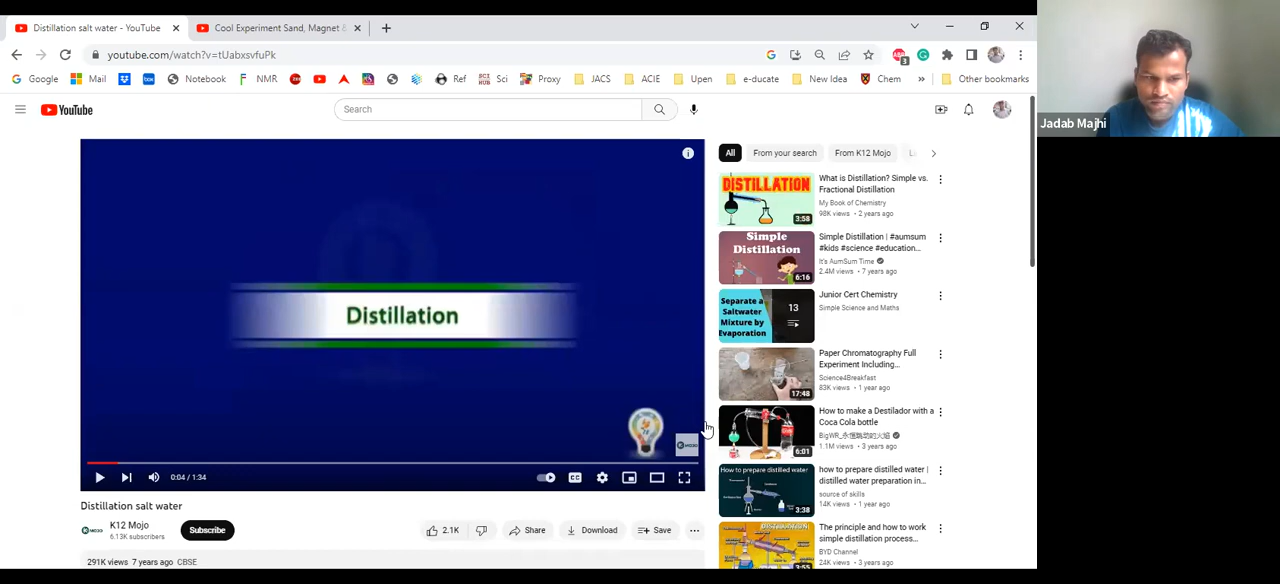 Distillation salt water - YouTube
Cool Experiment Sand, Magnet &
youtube.com/watch?v=tUabxsvfuPk
Google
Mail
Notebook
NMR
Ref
SCI HUB
Sci
Proxy
JACS
ACIE
Upen
e-ducate
New Idea
Chem
»
Other bookmarks
YouTube
Search
Jadab Majhi
All
From your search
From K12 Mojo
Distillation
0:04 / 1:34
CC
DISTILLATION
3:58
What is Distillation? Simple vs.
Fractional Distillation
My Book of Chemistry
98K views • 2 years ago
Simple
Distillation
6:16
Simple Distillation | #aumsum
#kids #science #education...
It's AumSum Time
2.4M views • 7 years ago
Separate a
Saltwater
Mixture by
Evaporation
13
Junior Cert Chemistry
Simple Science and Maths
17:48
Paper Chromatography Full
Experiment Including...
Science4Breakfast
83K views • 1 year ago
6:01
How to make a Destilador with a
Coca Cola bottle
1.1M views • 3 years ago
How to prepare distilled water
3:38
how to prepare distilled water |
distilled water preparation in...
source of skills
14K views • 1 year ago
DISTILLATION
3:55
The principle and how to work
simple distillation process...
BYD Channel
24K views • 3 years ago
Distillation salt water
K12 Mojo
6.13K subscribers
Subscribe
2.1K
Share
Download
Save
291K views 7 years ago CBSE